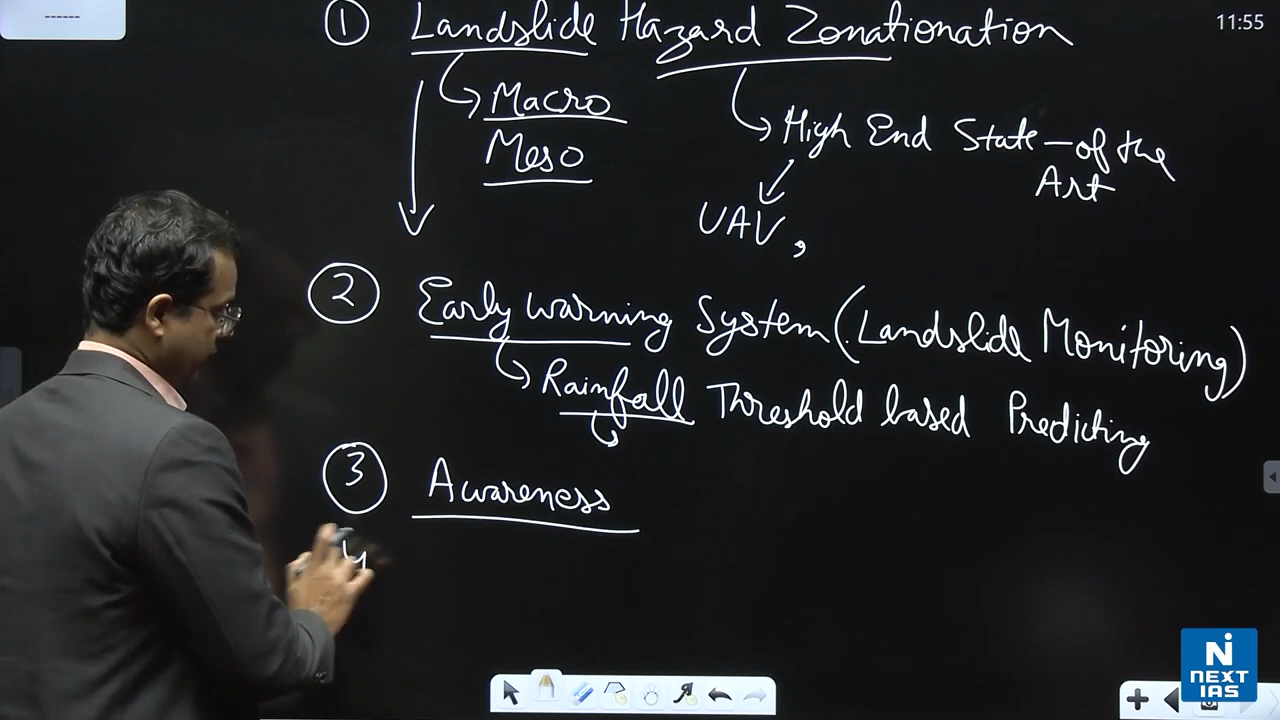 11:55
① Landslide Hazard Zonationation
Macro
Meso
High End State-of the
Art
UAV,
② Early Warning System (Landslide Monitoring)
Rainfall Threshold based Predicting
③ Awareness
4
NEXT
IAS